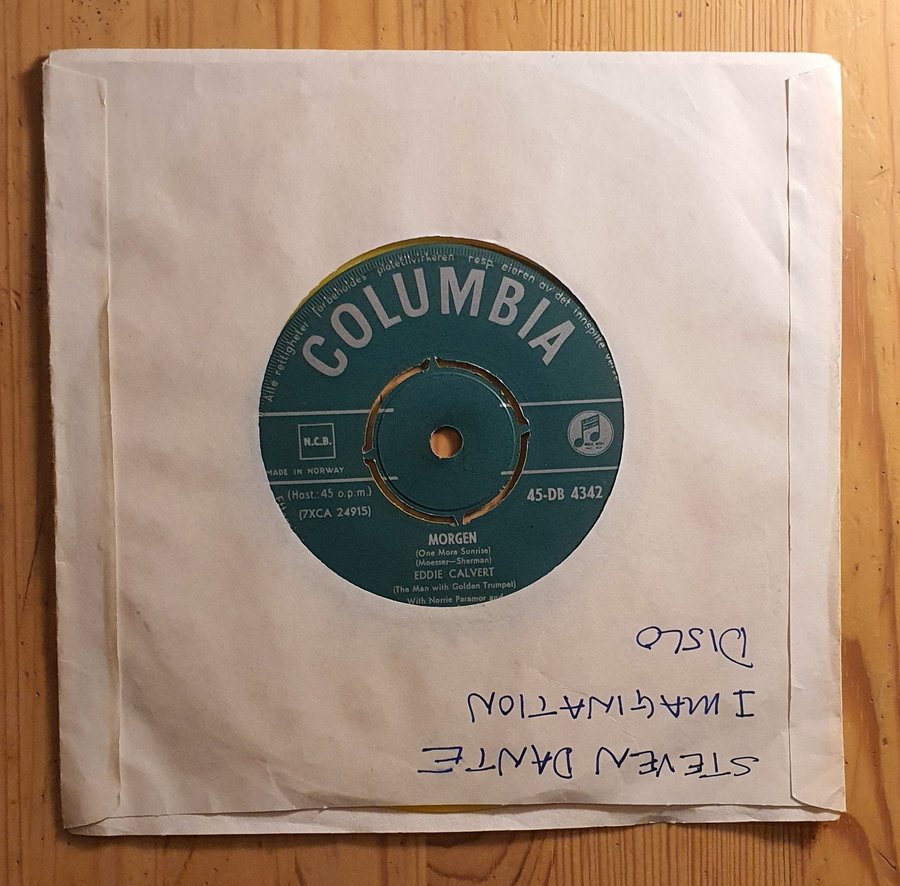 Alle rettigheter forbeholdes platetilvirkeren resp. eieren av det innspilte
COLUMBIA
N.C.B.
MADE IN NORWAY
(Hast.: 45 o.p.m.)
(7XCA 24915)
45-DB 4342
MORGEN
(One More Sunrise)
(Moesser—Sherman)
EDDIE CALVERT
(The Man with Golden Trumpet)
With Norrie Paramor and
STEVEN DANTE
IMAGINATION
DISCO